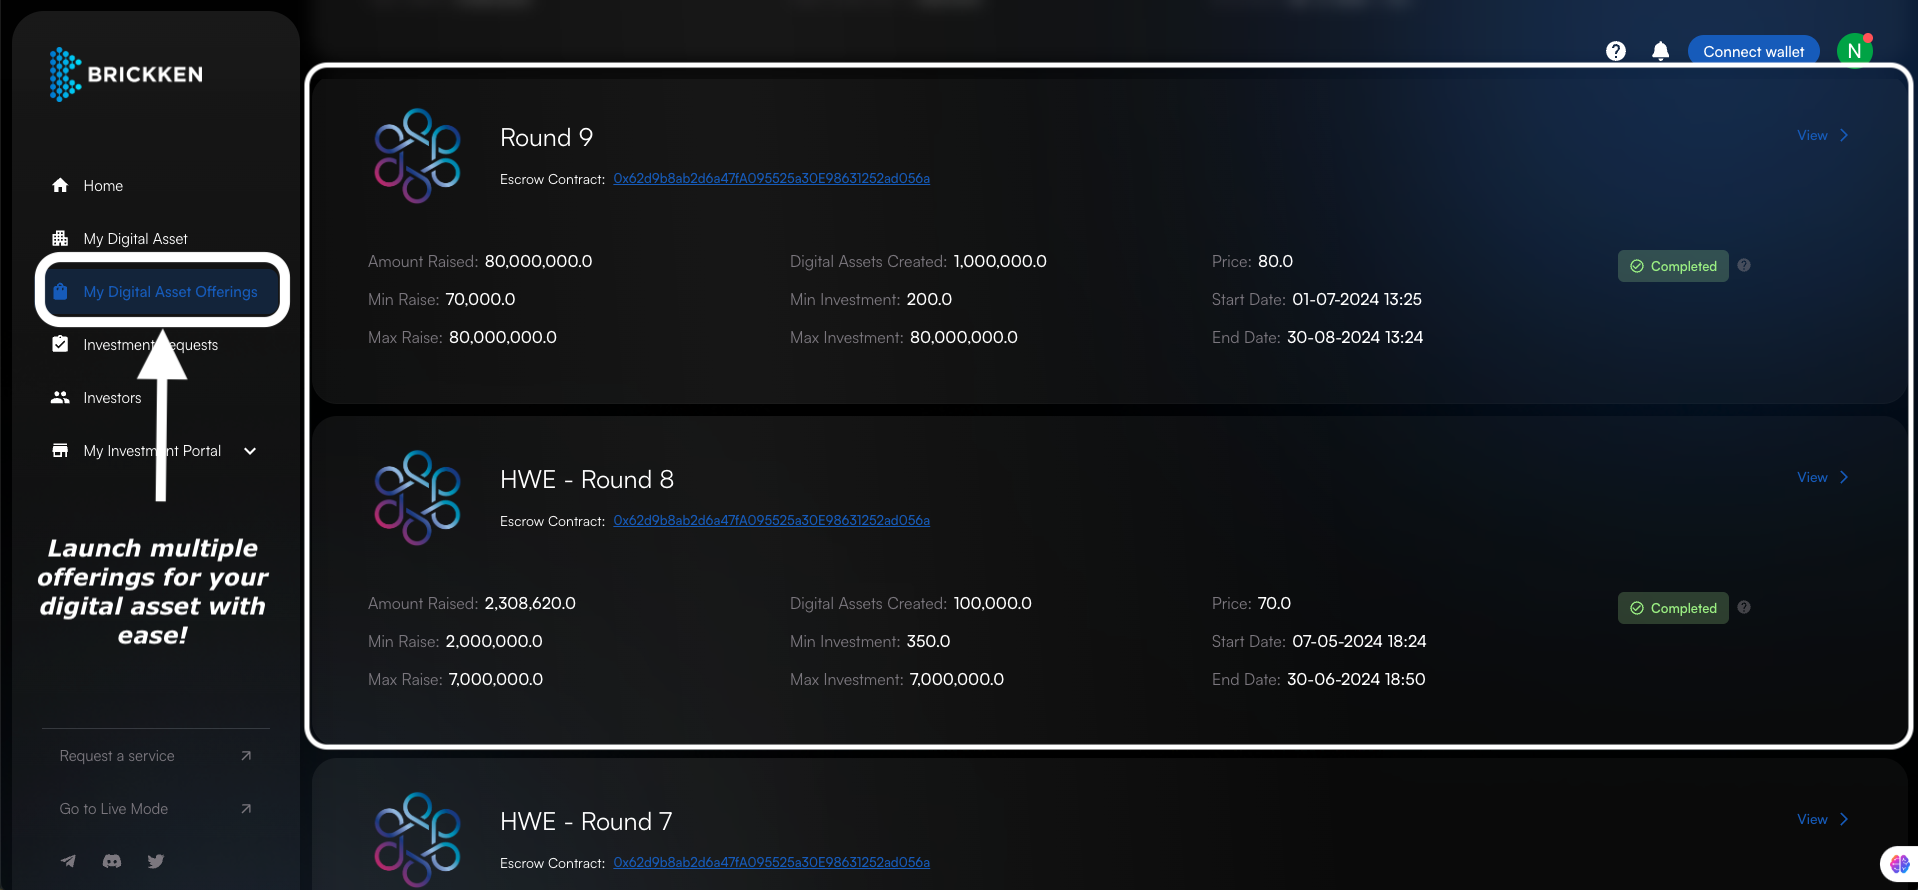 BRICKKEN
Home
My Digital Asset
My Digital Asset Offerings
Investment equests
Investors
My Investment Portal
Launch multiple
offerings for your
digital asset with
ease!
Request a service
Go to Live Mode
Connect wallet
N
Round 9
View
Escrow Contract: 0x62d9b8ab2d6a47fA095525a30E98631252ad056a
Amount Raised: 80,000,000.0
Digital Assets Created: 1,000,000.0
Price: 80.0
Completed
Min Raise: 70,000.0
Min Investment: 200.0
Start Date: 01-07-2024 13:25
Max Raise: 80,000,000.0
Max Investment: 80,000,000.0
End Date: 30-08-2024 13:24
HWE - Round 8
View
Escrow Contract: 0x62d9b8ab2d6a47fA095525a30E98631252ad056a
Amount Raised: 2,308,620.0
Digital Assets Created: 100,000.0
Price: 70.0
Completed
Min Raise: 2,000,000.0
Min Investment: 350.0
Start Date: 07-05-2024 18:24
Max Raise: 7,000,000.0
Max Investment: 7,000,000.0
End Date: 30-06-2024 18:50
HWE - Round 7
View
Escrow Contract: 0x62d9b8ab2d6a47fA095525a30E98631252ad056a